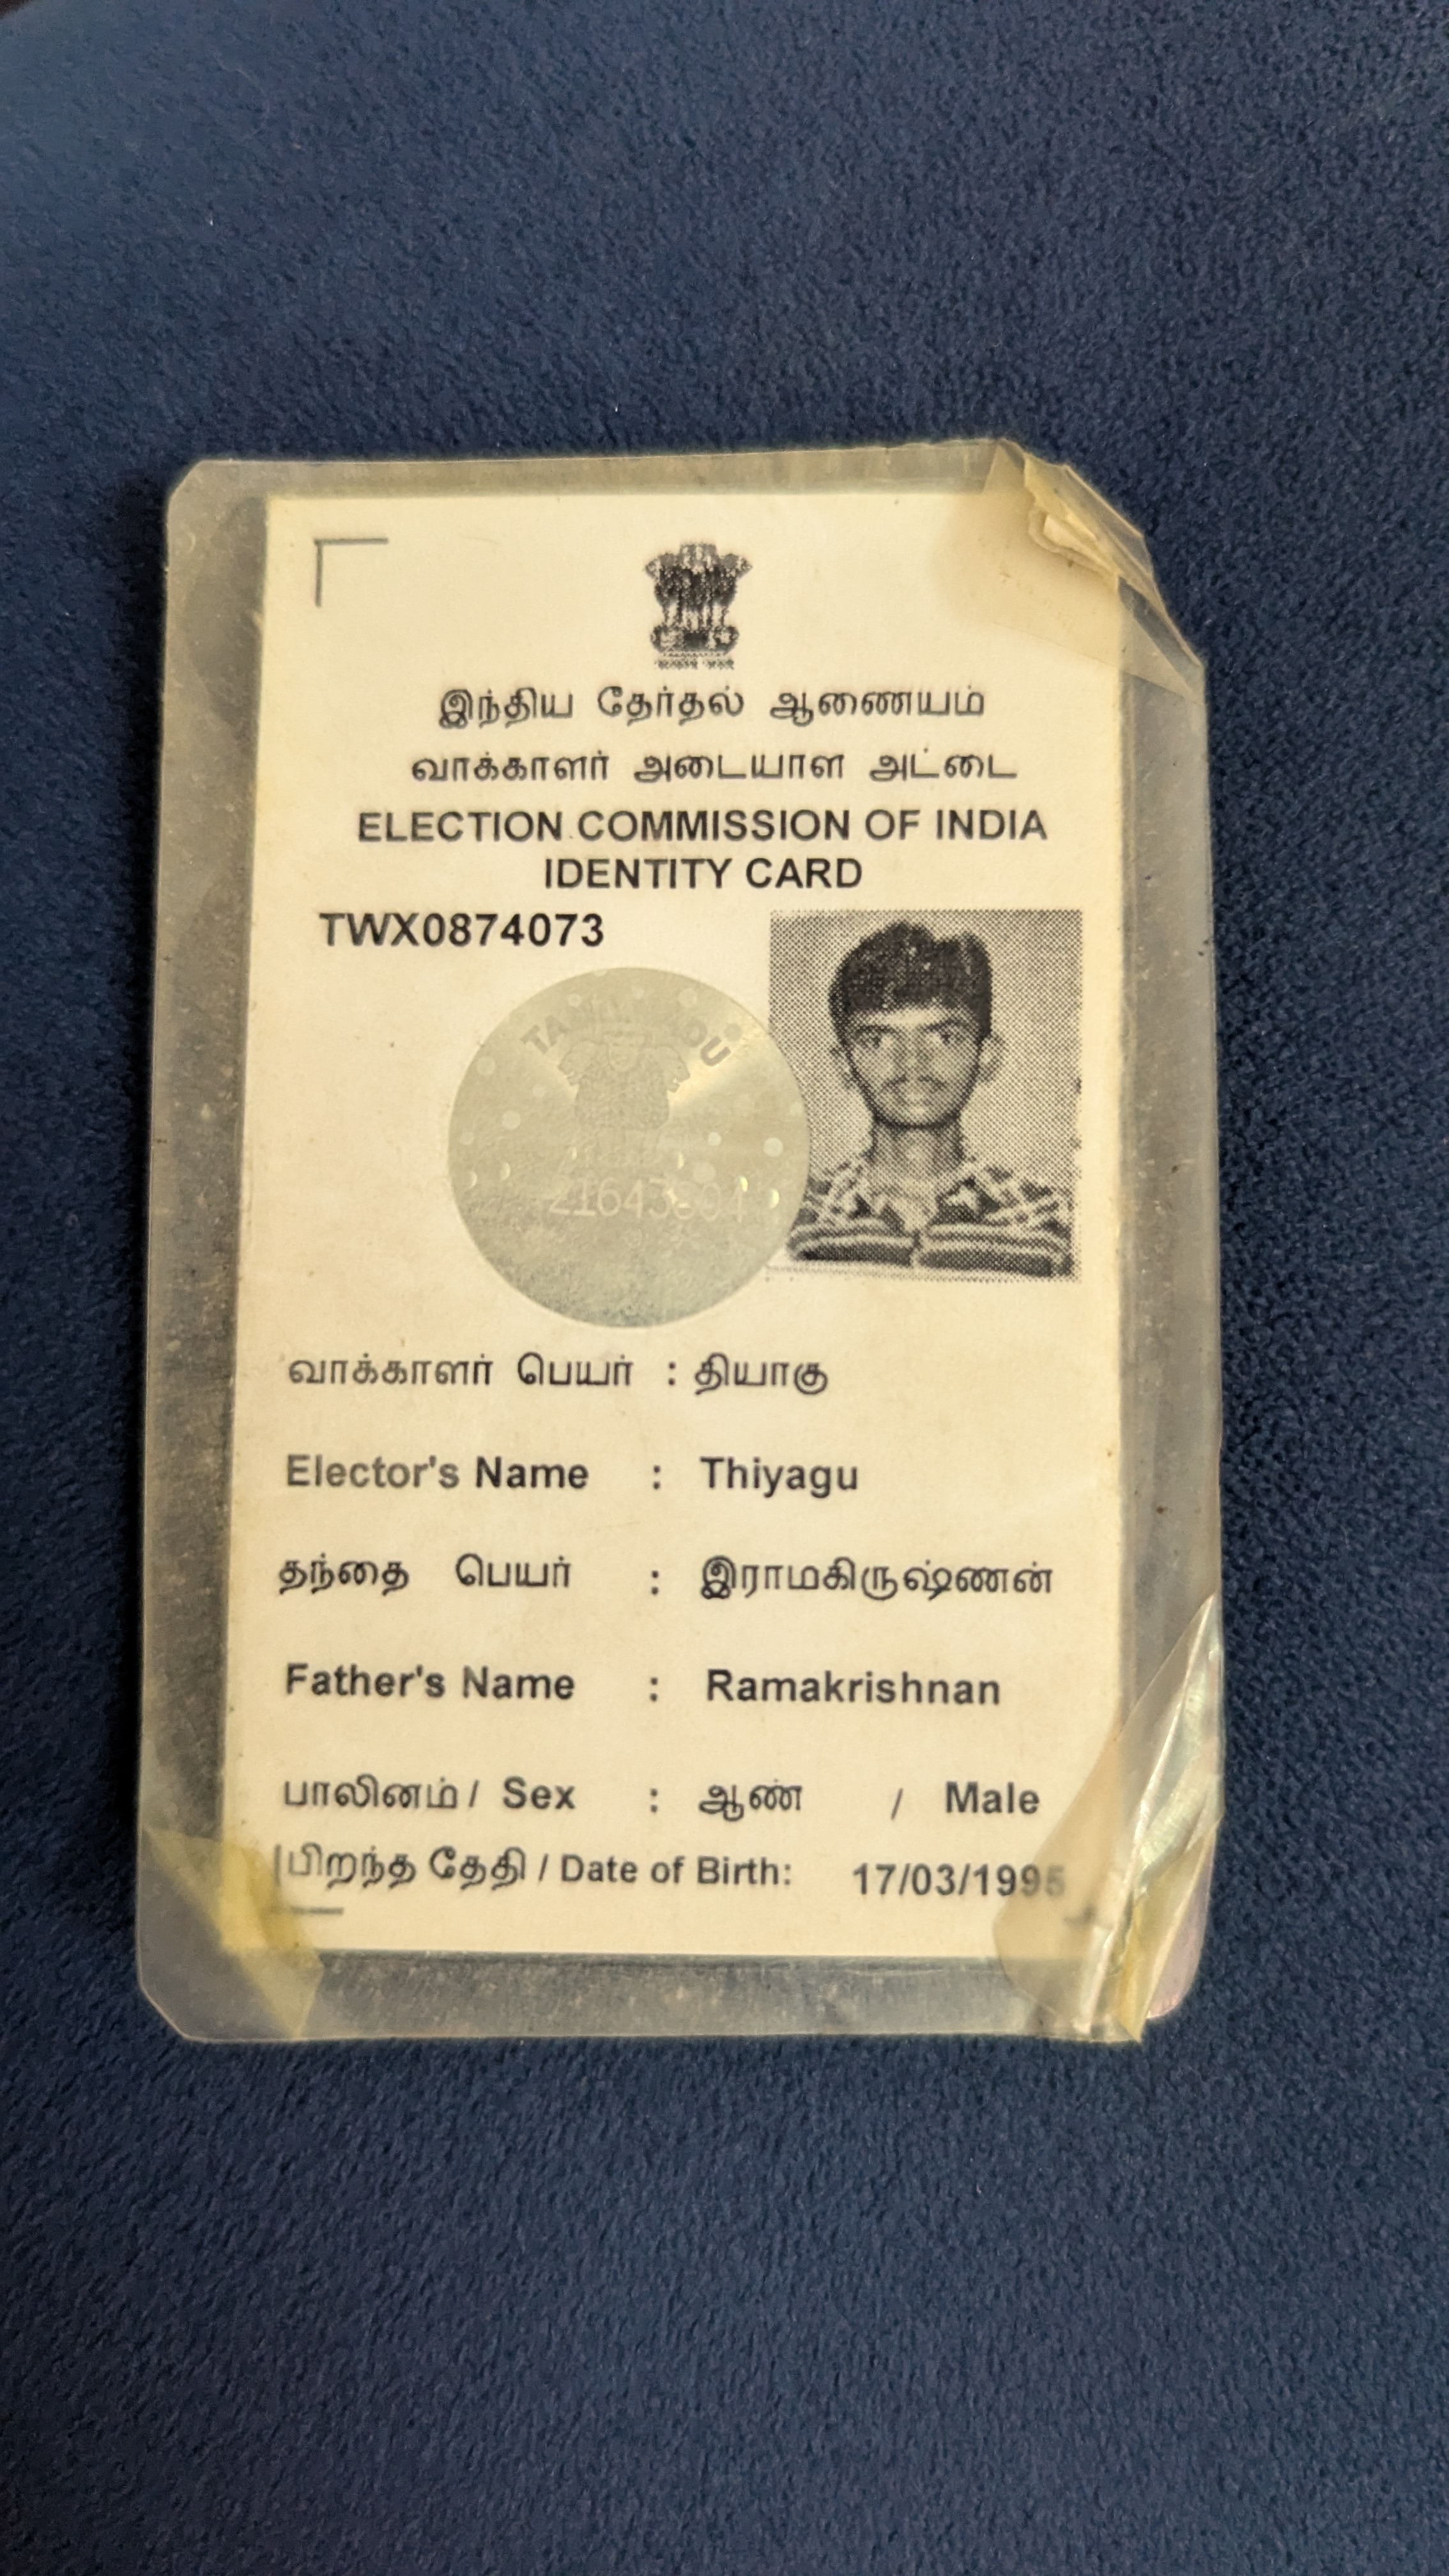 இந்திய தேர்தல் ஆணையம்
வாக்காளர் அடையாள அட்டை
ELECTION COMMISSION OF INDIA
IDENTITY CARD
TWX0874073
வாக்காளர் பெயர் : தியாகு
Elector's Name : Thiyagu
தந்தை பெயர் : இராமகிருஷ்ணன்
Father's Name : Ramakrishnan
பாலினம் / Sex : ஆண் / Male
பிறந்த தேதி / Date of Birth: 17/03/1995